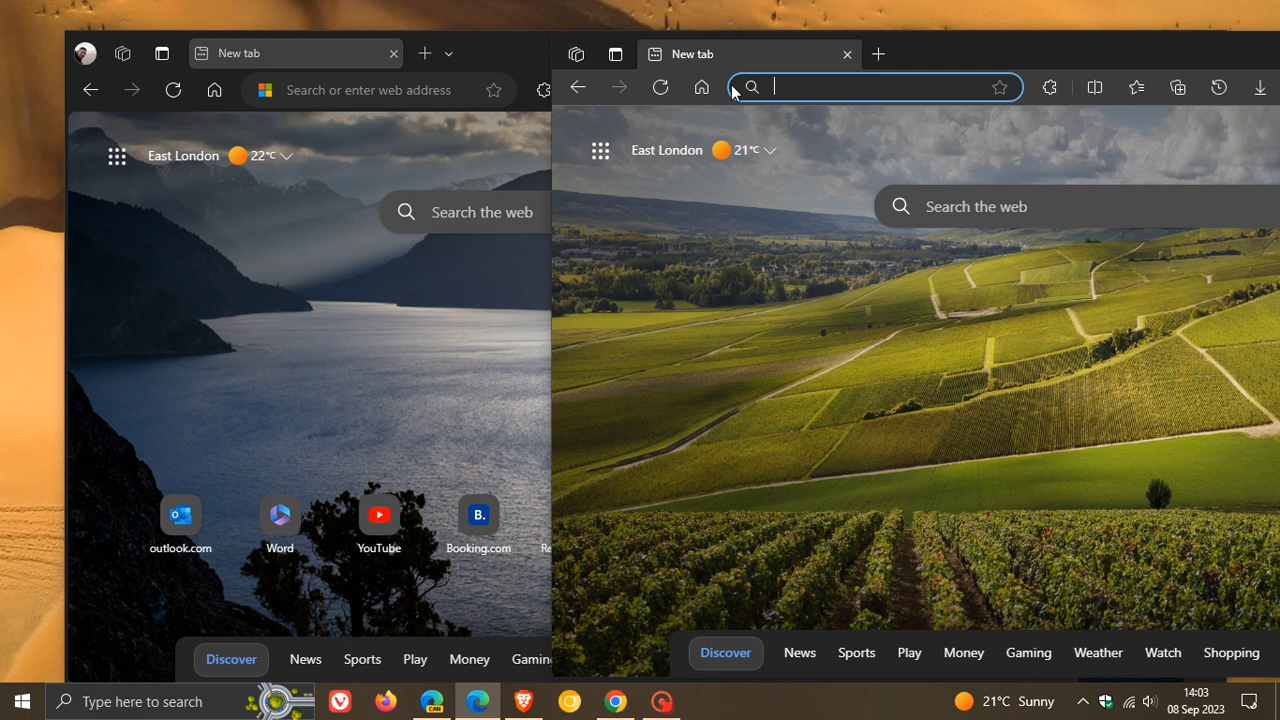 New tab
Search or enter web address
East London 22°C
Search the web
outlook.com
Word
YouTube
B.
Booking.com
Discover
News
Sports
Play
Money
New tab
East London 21°C
Search the web
Discover
News
Sports
Play
Money
Gaming
Weather
Watch
Shopping
Type here to search
CAN
21°C Sunny
14:03
08 Sep 2023